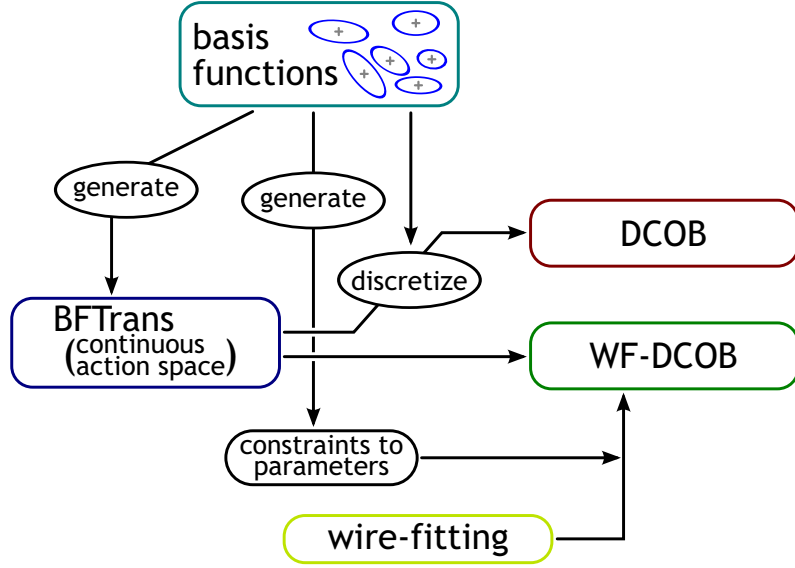 basis
functions
generate
generate
DCOB
discretize
BFTrans
(continuous
action space)
WF-DCOB
constraints to
parameters
wire-fitting